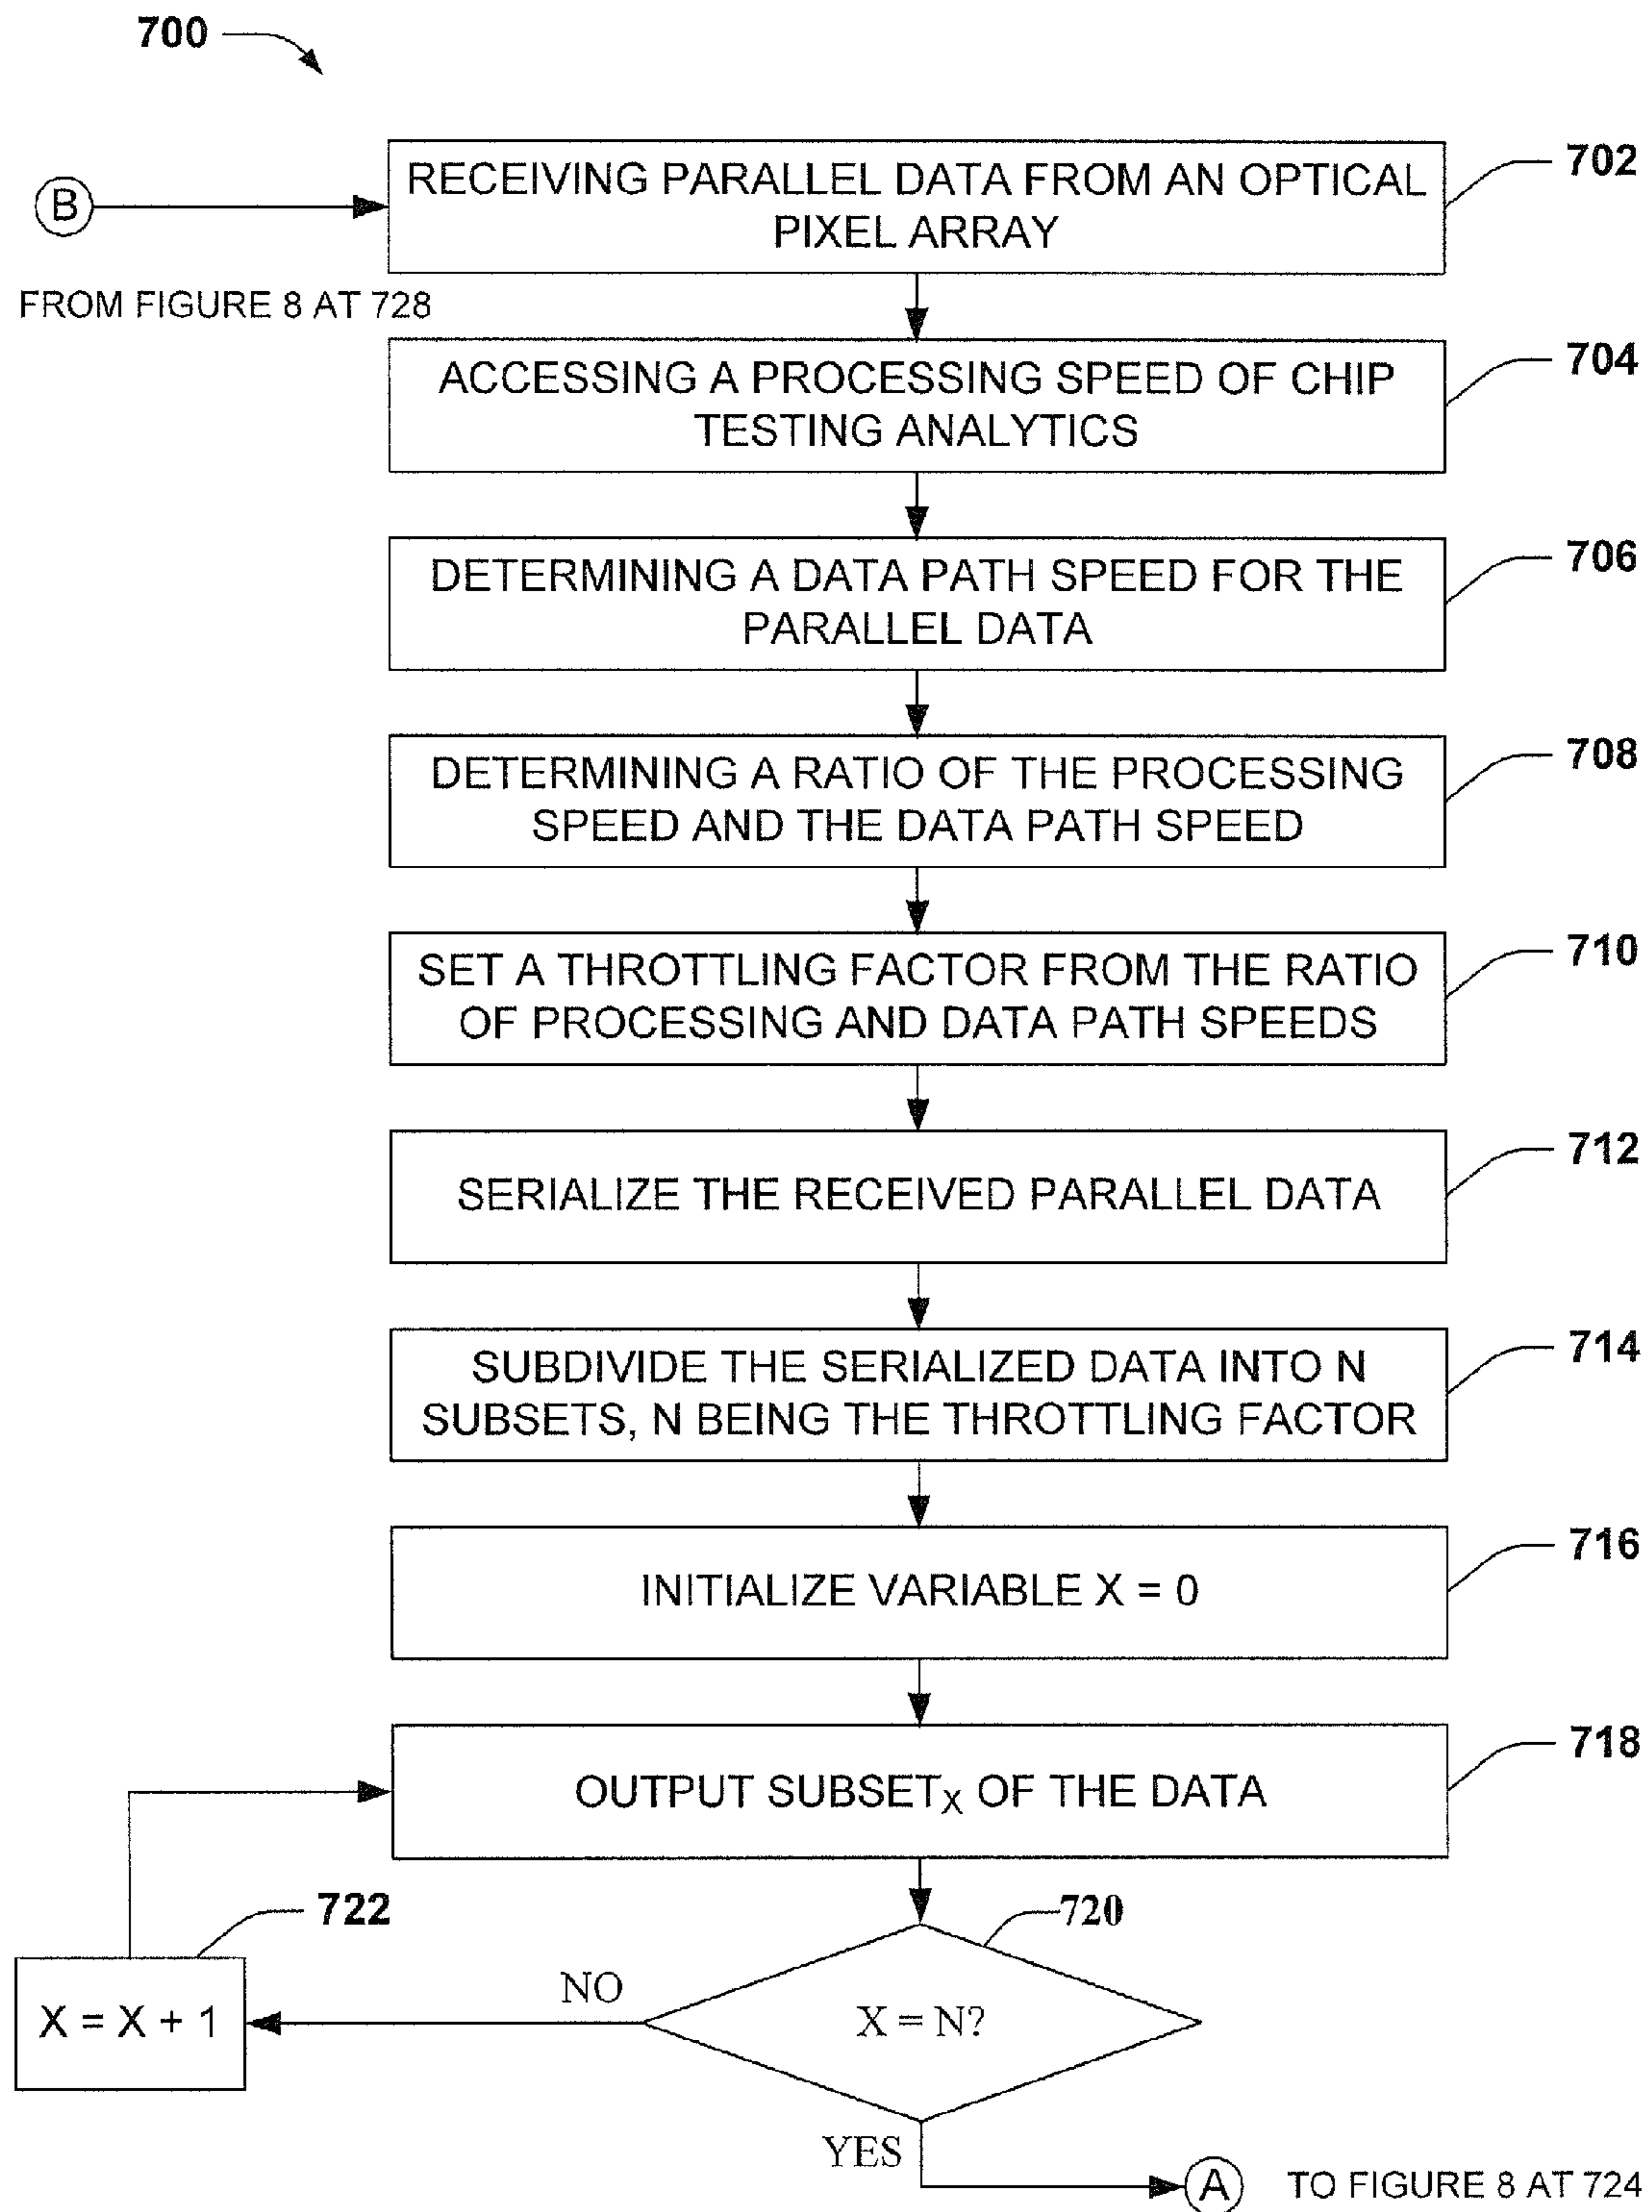 700
702
RECEIVING PARALLEL DATA FROM AN OPTICAL
PIXEL ARRAY
B
FROM FIGURE 8 AT 728
704
ACCESSING A PROCESSING SPEED OF CHIP
TESTING ANALYTICS
706
DETERMINING A DATA PATH SPEED FOR THE
PARALLEL DATA
708
DETERMINING A RATIO OF THE PROCESSING
SPEED AND THE DATA PATH SPEED
710
SET A THROTTLING FACTOR FROM THE RATIO
OF PROCESSING AND DATA PATH SPEEDS
712
SERIALIZE THE RECEIVED PARALLEL DATA
714
SUBDIVIDE THE SERIALIZED DATA INTO N
SUBSETS, N BEING THE THROTTLING FACTOR
716
INITIALIZE VARIABLE X = 0
718
OUTPUT SUBSETX OF THE DATA
722
720
NO
X = X + 1
X = N?
YES
A
TO FIGURE 8 AT 724